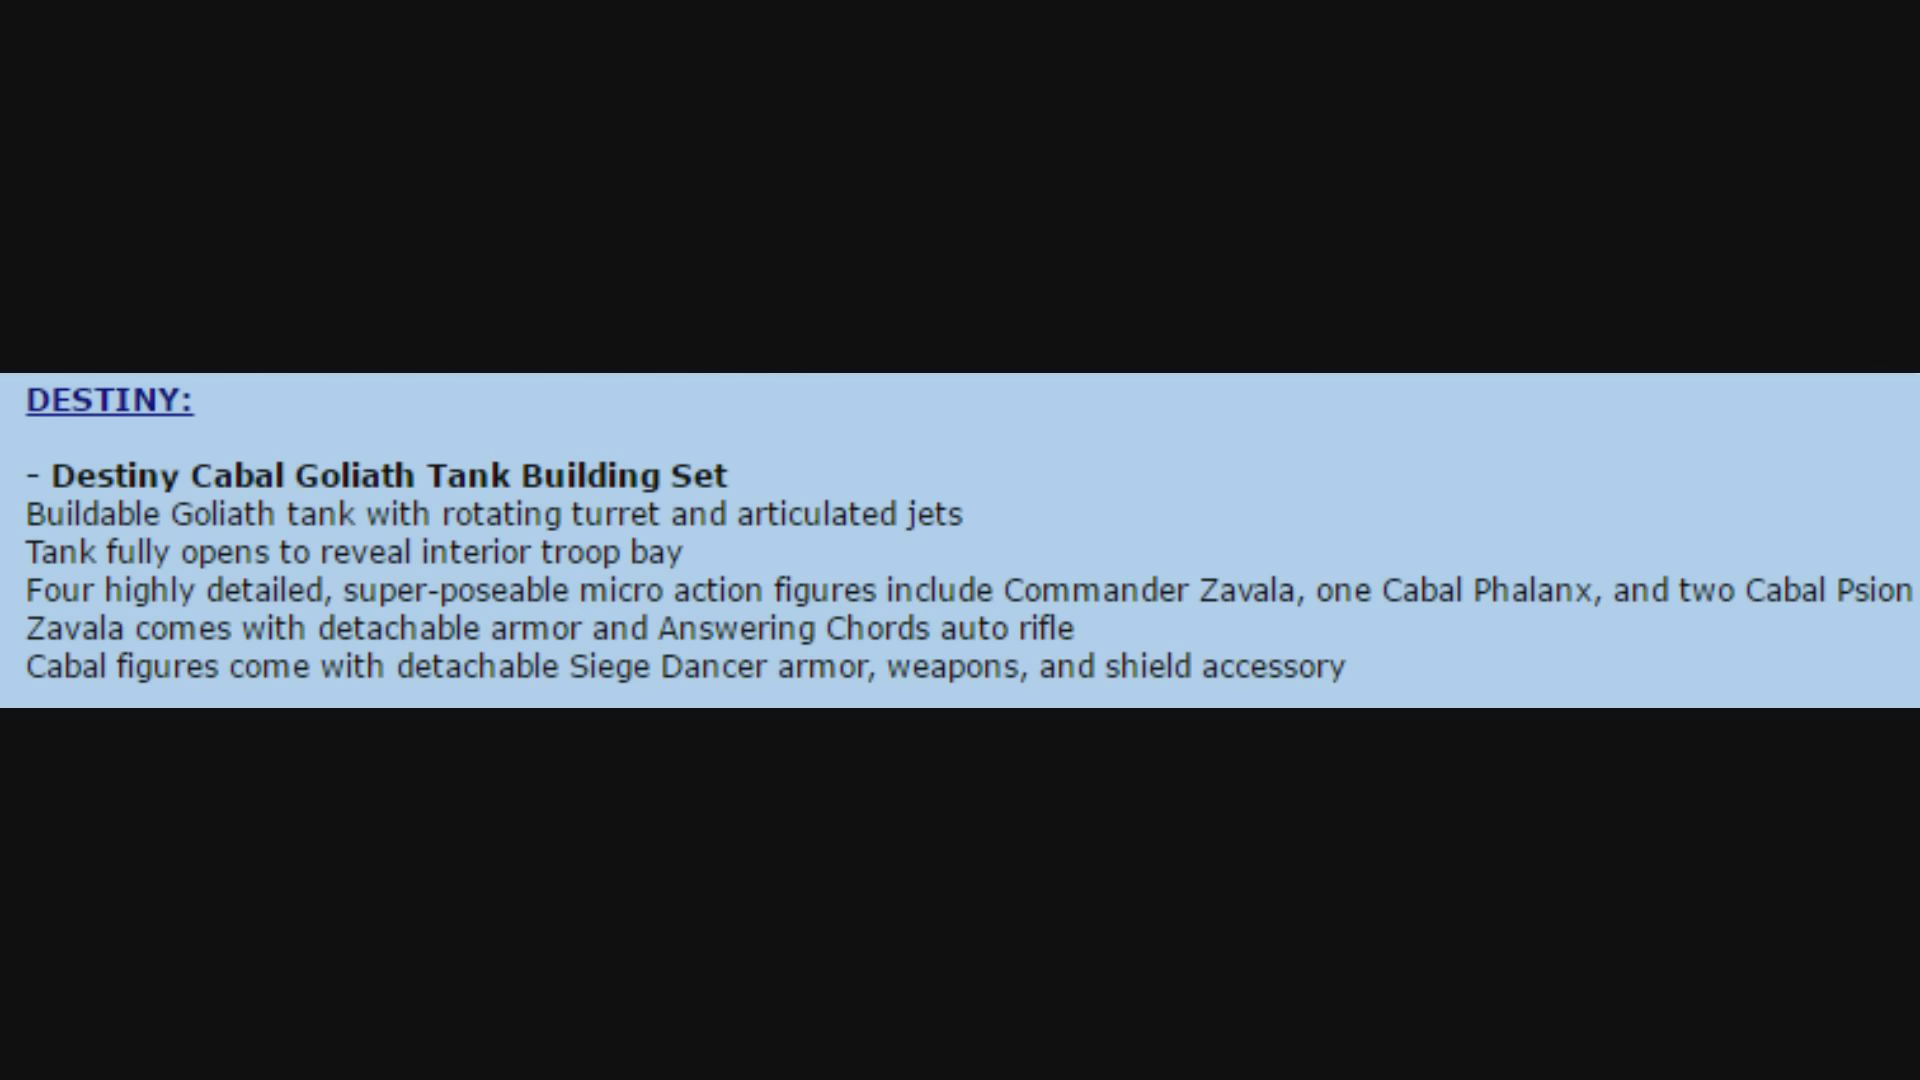 DESTINY:
- Destiny Cabal Goliath Tank Building Set
Buildable Goliath tank with rotating turret and articulated jets
Tank fully opens to reveal interior troop bay
Four highly detailed, super-poseable micro action figures include Commander Zavala, one Cabal Phalanx, and two Cabal Psion
Zavala comes with detachable armor and Answering Chords auto rifle
Cabal figures come with detachable Siege Dancer armor, weapons, and shield accessory